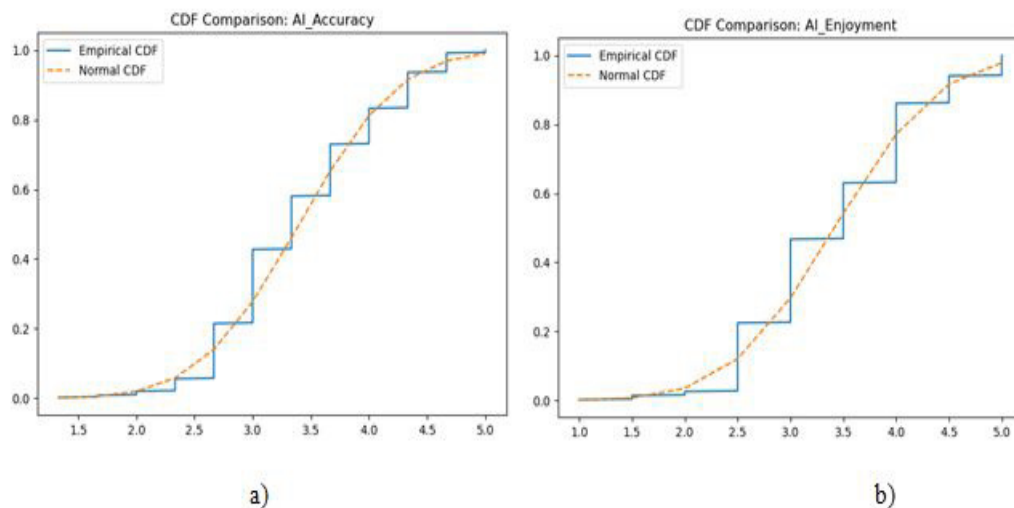 CDF Comparison: AI_Accuracy
Empirical CDF
Normal CDF
1.0
0.8
0.6
0.4
0.2
0.0
1.5 2.0 2.5 3.0 3.5 4.0 4.5 5.0
a)
CDF Comparison: AI_Enjoyment
Empirical CDF
Normal CDF
1.0
0.8
0.6
0.4
0.2
0.0
1.0 1.5 2.0 2.5 3.0 3.5 4.0 4.5 5.0
b)